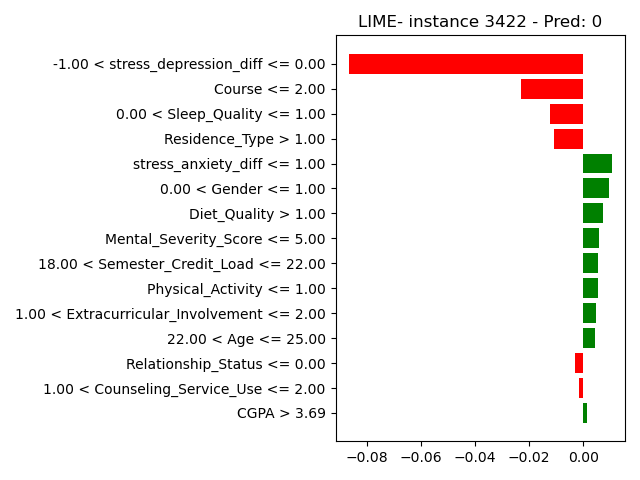 LIME- instance 3422 - Pred: 0
-1.00 < stress_depression_diff <= 0.00
Course <= 2.00
0.00 < Sleep_Quality <= 1.00
Residence_Type > 1.00
stress_anxiety_diff <= 1.00
0.00 < Gender <= 1.00
Diet_Quality > 1.00
Mental_Severity_Score <= 5.00
18.00 < Semester_Credit_Load <= 22.00
Physical_Activity <= 1.00
1.00 < Extracurricular_Involvement <= 2.00
22.00 < Age <= 25.00
Relationship_Status <= 0.00
1.00 < Counseling_Service_Use <= 2.00
CGPA > 3.69
−0.08 −0.06 −0.04 −0.02 0.00